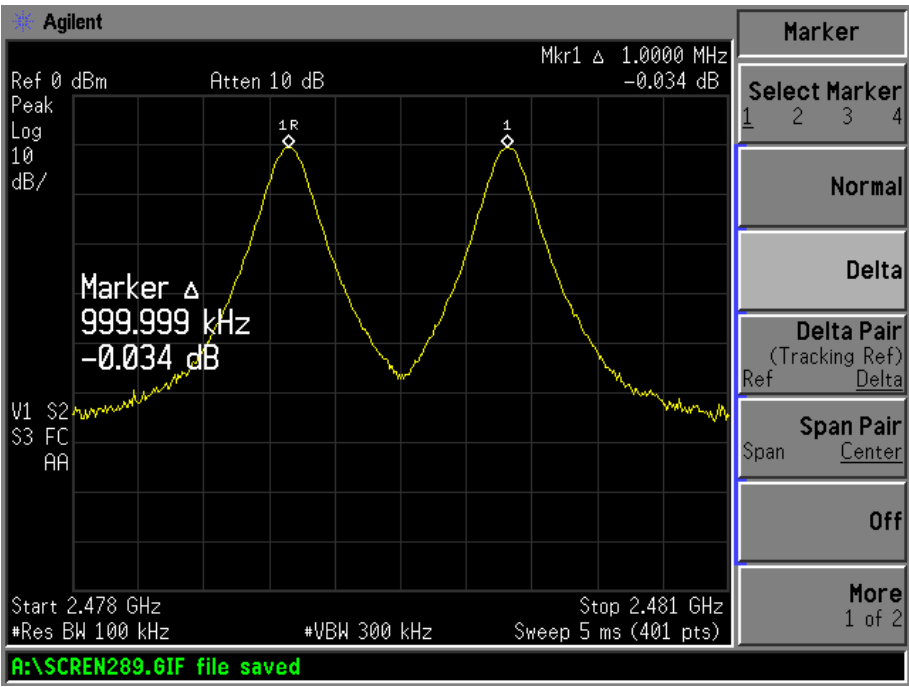 Agilent
Mkr1 Δ 1.0000 MHz
Ref 0 dBm Atten 10 dB -0.034 dB
Peak
Log
10
dB/
1R 1
Marker Δ
999.999 kHz
-0.034 dB
V1 S2
S3 FC
AA
Start 2.478 GHz Stop 2.481 GHz
#Res BW 100 kHz #VBW 300 kHz Sweep 5 ms (401 pts)
A:\SCREN289.GIF file saved
Marker
Select Marker
1 2 3 4
Normal
Delta
Delta Pair
(Tracking Ref)
Ref Delta
Span Pair
Span Center
Off
More
1 of 2